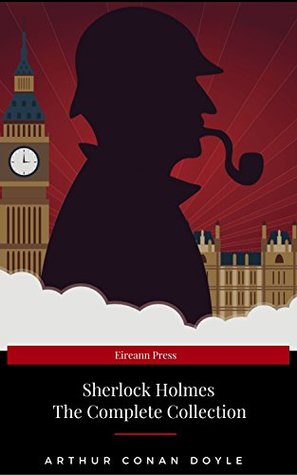 Eireann Press
Sherlock Holmes
The Complete Collection
ARTHUR CONAN DOYLE